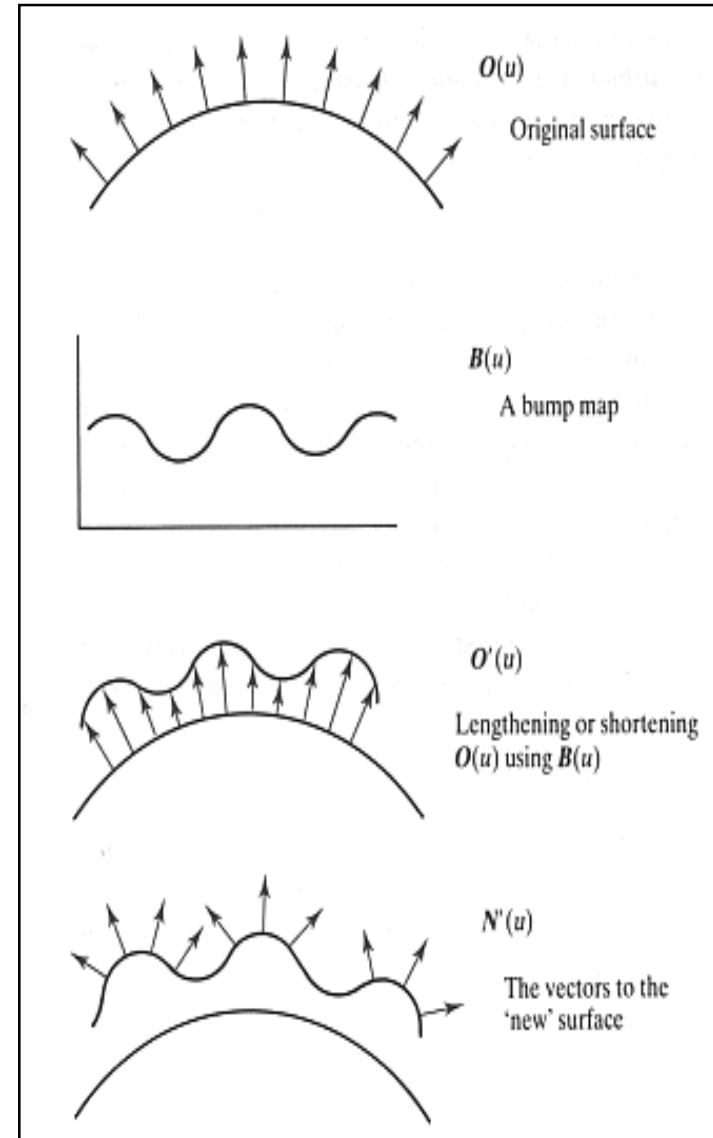 O(u)
Original surface
B(u)
A bump map
O'(u)
Lengthening or shortening
O(u) using B(u)
N'(u)
The vectors to the
'new' surface